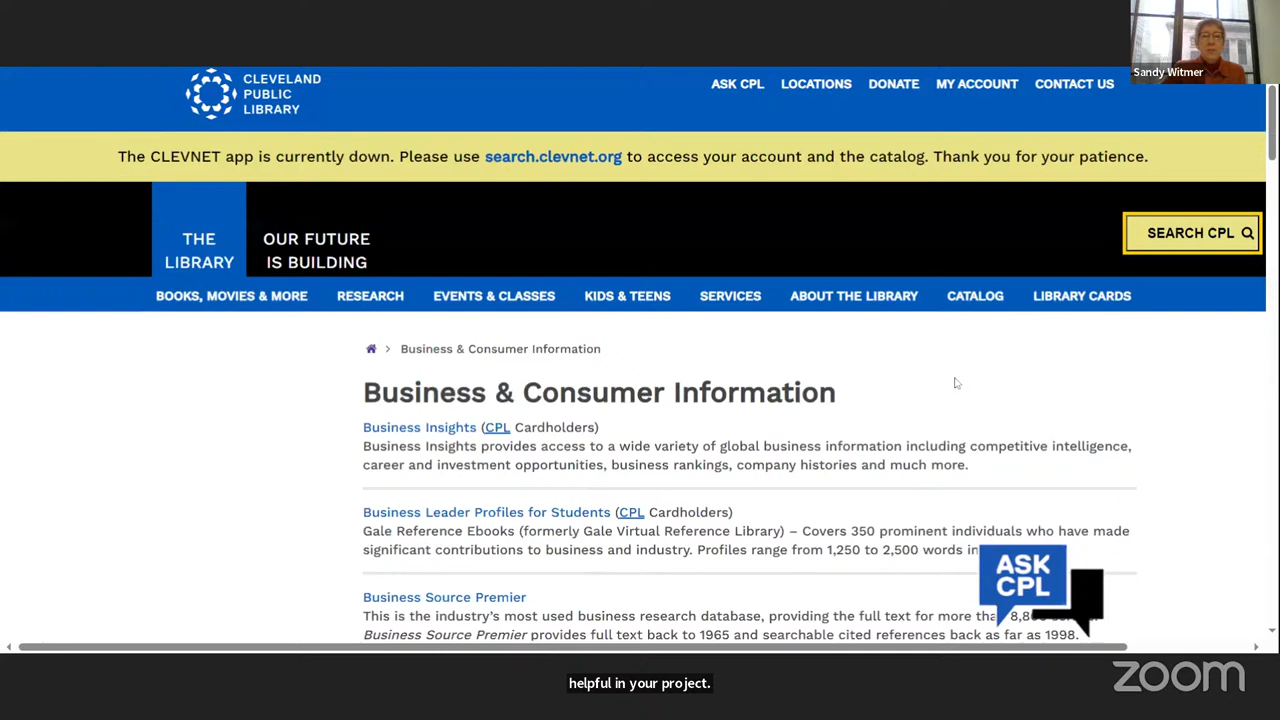 Sandy Witmer
CLEVELAND
PUBLIC
LIBRARY
ASK CPL LOCATIONS DONATE MY ACCOUNT CONTACT US
The CLEVNET app is currently down. Please use search.clevnet.org to access your account and the catalog. Thank you for your patience.
THE
LIBRARY
OUR FUTURE
IS BUILDING
SEARCH CPL
BOOKS, MOVIES & MORE RESEARCH EVENTS & CLASSES KIDS & TEENS SERVICES ABOUT THE LIBRARY CATALOG LIBRARY CARDS
Business & Consumer Information
Business & Consumer Information
Business Insights (CPL Cardholders)
Business Insights provides access to a wide variety of global business information including competitive intelligence,
career and investment opportunities, business rankings, company histories and much more.
Business Leader Profiles for Students (CPL Cardholders)
Gale Reference Ebooks (formerly Gale Virtual Reference Library) – Covers 350 prominent individuals who have made
significant contributions to business and industry. Profiles range from 1,250 to 2,500 words in
ASK
CPL
Business Source Premier
This is the industry's most used business research database, providing the full text for more
Business Source Premier provides full text back to 1965 and searchable cited references back as far as 1998.
helpful in your project.
zoom